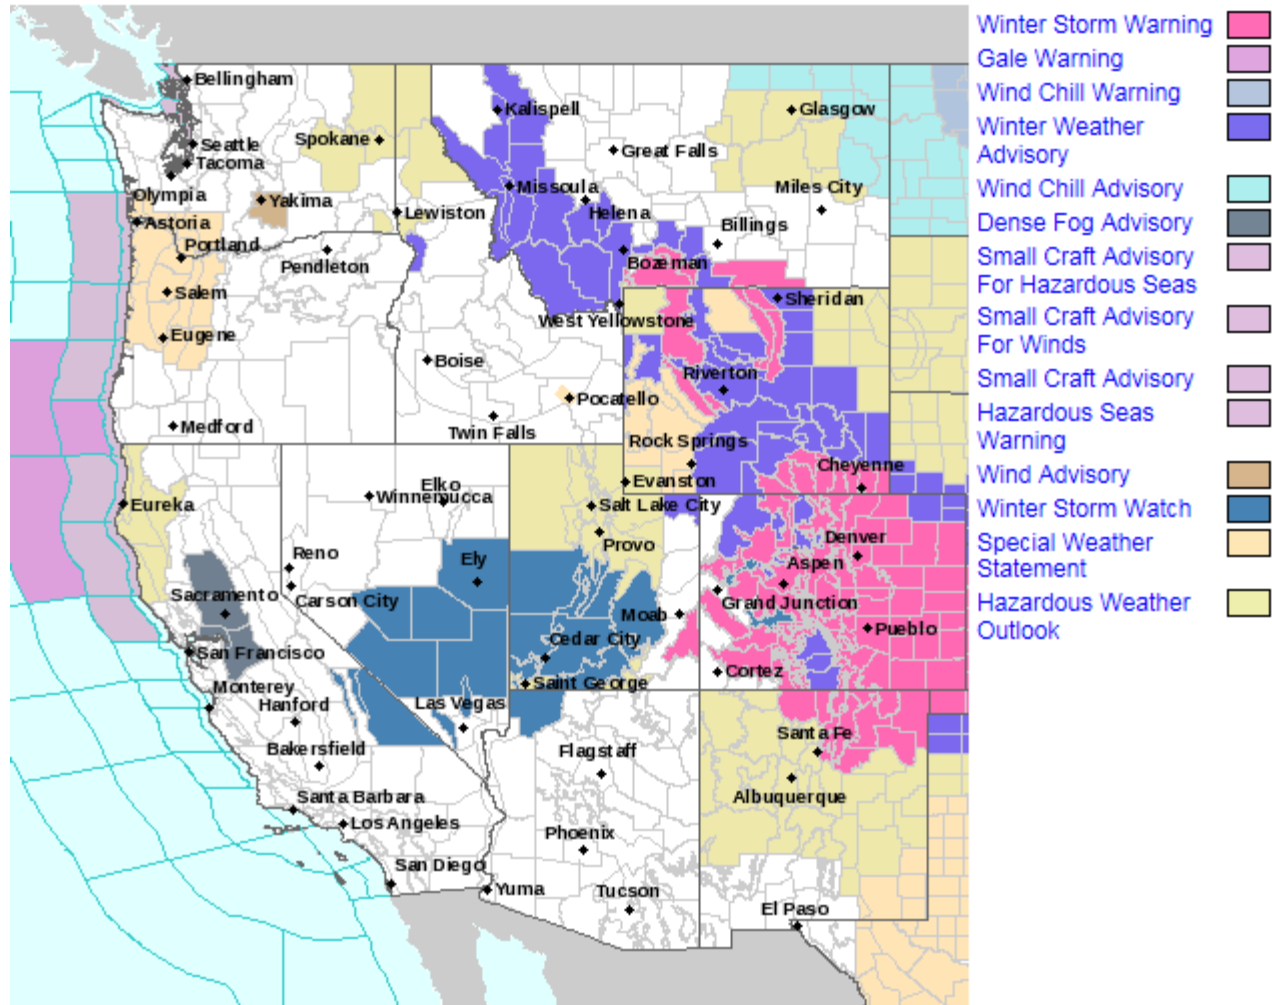 Winter Storm Warning
Gale Warning
Wind Chill Warning
Winter Weather
Advisory
Wind Chill Advisory
Dense Fog Advisory
Small Craft Advisory
For Hazardous Seas
Small Craft Advisory
For Winds
Small Craft Advisory
Hazardous Seas
Warning
Wind Advisory
Winter Storm Watch
Special Weather
Statement
Hazardous Weather
Outlook
Bellingham
Kalispell
Glasgow
Seattle
Spokane
Great Falls
Tacoma
Olympia
Yakima
Missoula
Miles City
Astoria
Lewiston
Helena
Billings
Portland
Pendleton
Bozeman
Salem
Sheridan
West Yellowstone
Eugene
Boise
Riverton
Pocatello
Medford
Twin Falls
Rock Springs
Cheyenne
Evanston
Elko
Winnemucca
Eureka
Salt Lake City
Provo
Denver
Reno
Ely
Aspen
Sacramento
Carson City
Moab
Grand Junction
Pueblo
Cedar City
San Francisco
Cortez
Saint George
Monterey
Hanford
Las Vegas
Santa Fe
Bakersfield
Flagstaff
Albuquerque
Santa Barbara
Los Angeles
Phoenix
San Diego
Yuma
Tucson
El Paso